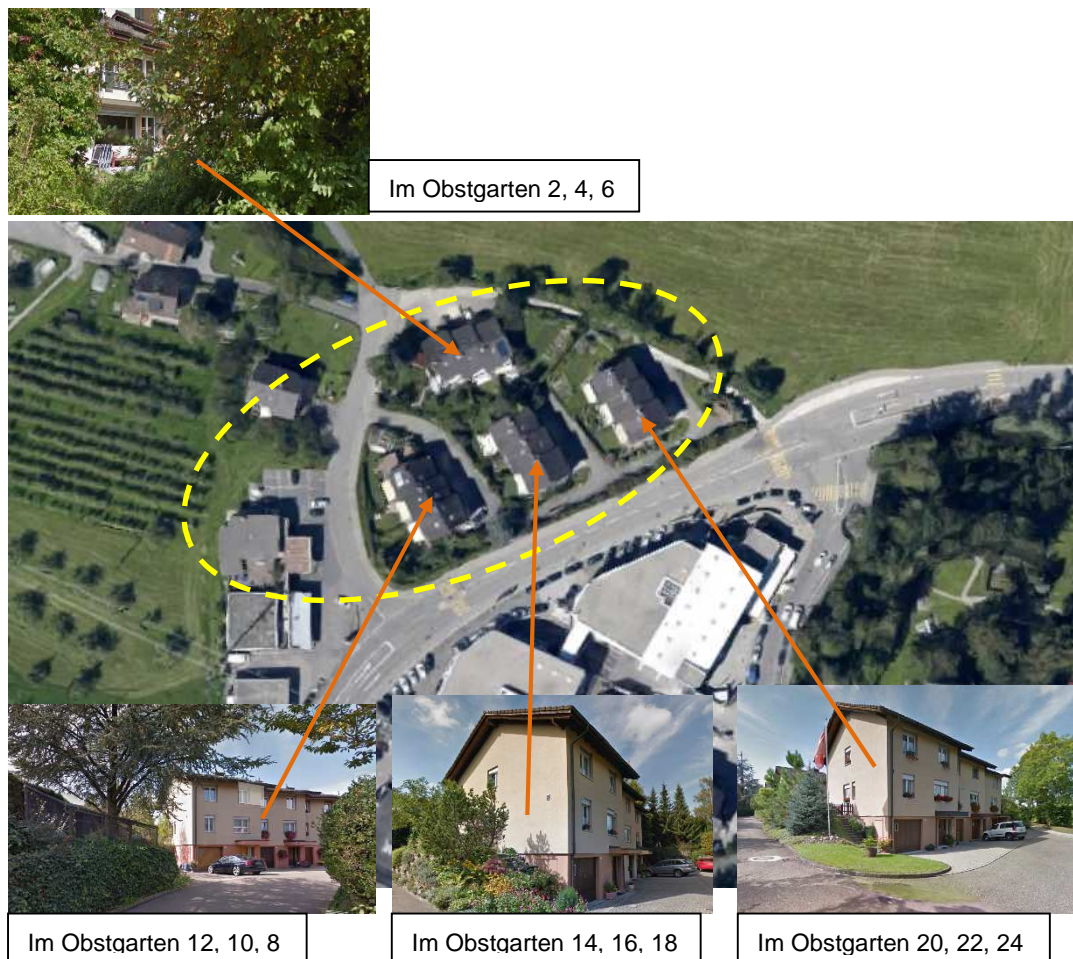 Im Obstgarten 2, 4, 6
Im Obstgarten 12, 10, 8
Im Obstgarten 14, 16, 18
Im Obstgarten 20, 22, 24